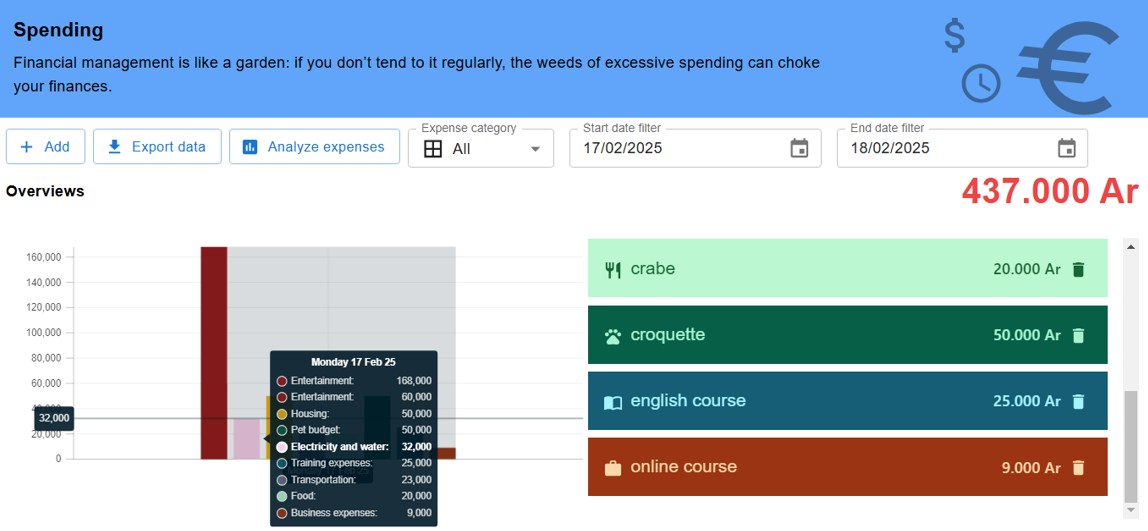 Spending
Financial management is like a garden: if you don't tend to it regularly, the weeds of excessive spending can choke
your finances.
Add
Export data
Analyze expenses
Expense category
All
Start date filter
17/02/2025
End date filter
18/02/2025
Overviews
437.000 Ar
160,000
140,000
120,000
100,000
80,000
60,000
40,000
32,000
20,000
0
Monday 17 Feb 25
Entertainment: 168,000
Entertainment: 60,000
Housing: 50,000
Pet budget: 50,000
Electricity and water: 32,000
Training expenses: 25,000
Transportation: 23,000
Food: 20,000
Business expenses: 9,000
crabe 20.000 Ar
croquette 50.000 Ar
english course 25.000 Ar
online course 9.000 Ar